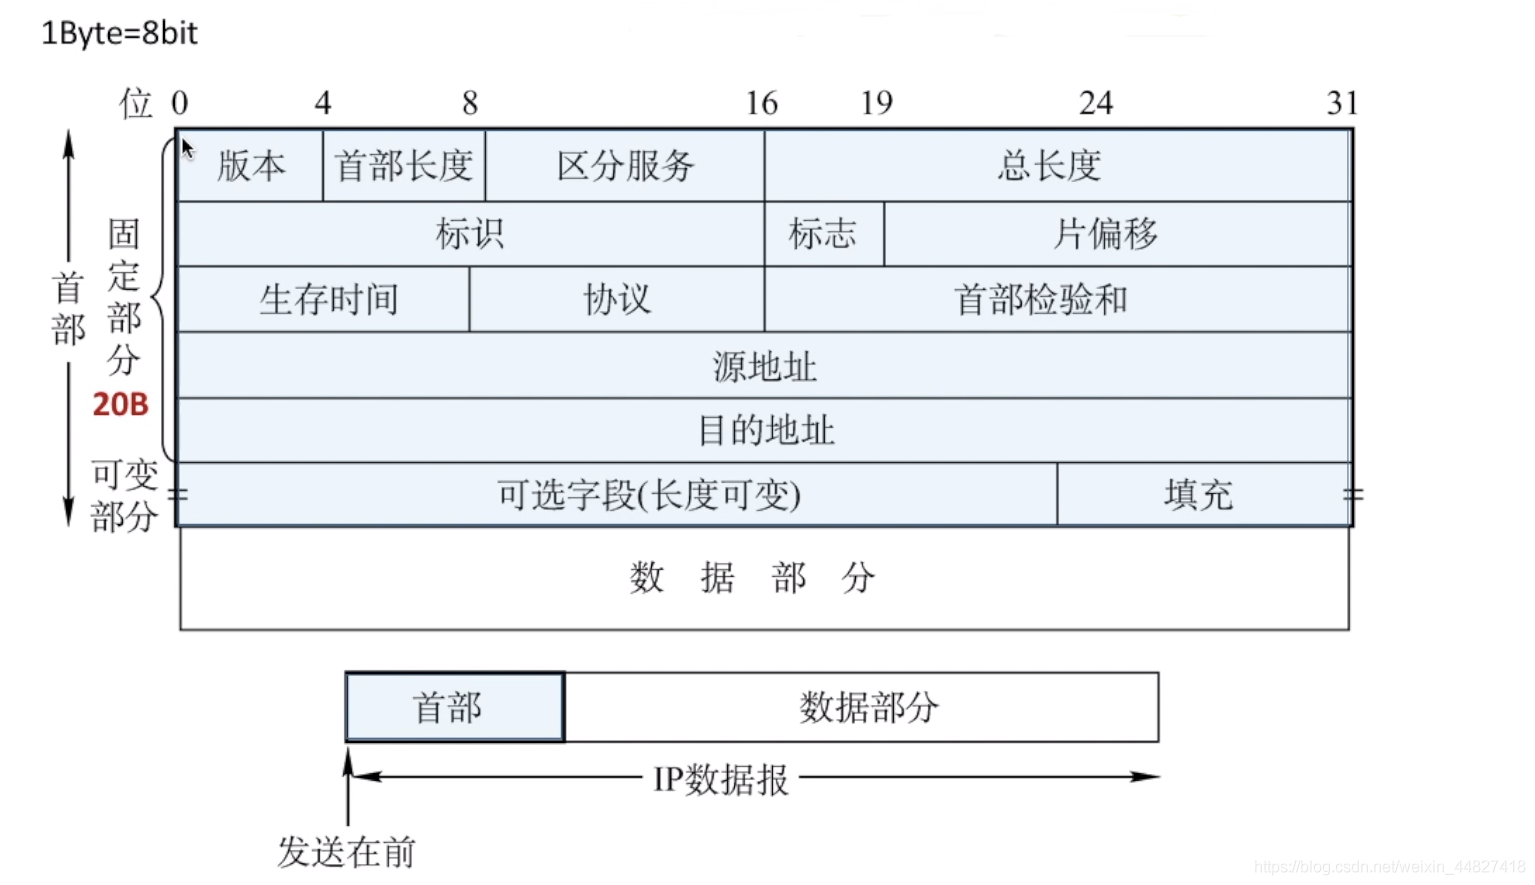 1Byte=8bit
位 0 4 8 16 19 24 31
版本 首部长度 区分服务 总长度
标识 标志 片偏移
生存时间 协议 首部检验和
源地址
目的地址
可选字段(长度可变) 填充
首部
固定部分
20B
可变
部分
数据部分
首部 数据部分
IP数据报
发送在前
https://blog.csdn.net/weixin_44827418